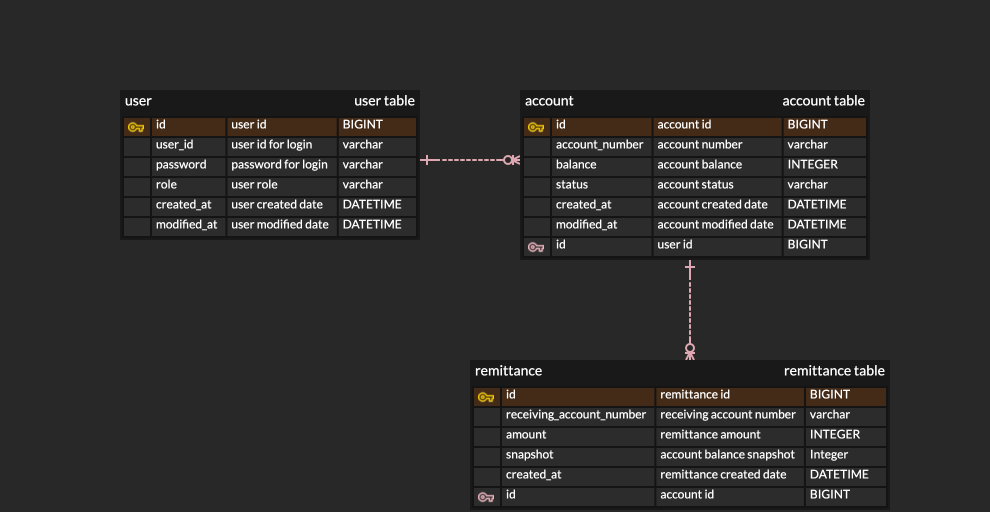 user user table
id user id BIGINT
user_id user id for login varchar
password password for login varchar
role user role varchar
created_at user created date DATETIME
modified_at user modified date DATETIME
account account table
id account id BIGINT
account_number account number varchar
balance account balance INTEGER
status account status varchar
created_at account created date DATETIME
modified_at account modified date DATETIME
id user id BIGINT
remittance remittance table
id remittance id BIGINT
receiving_account_number receiving account number varchar
amount remittance amount INTEGER
snapshot account balance snapshot Integer
created_at remittance created date DATETIME
id account id BIGINT